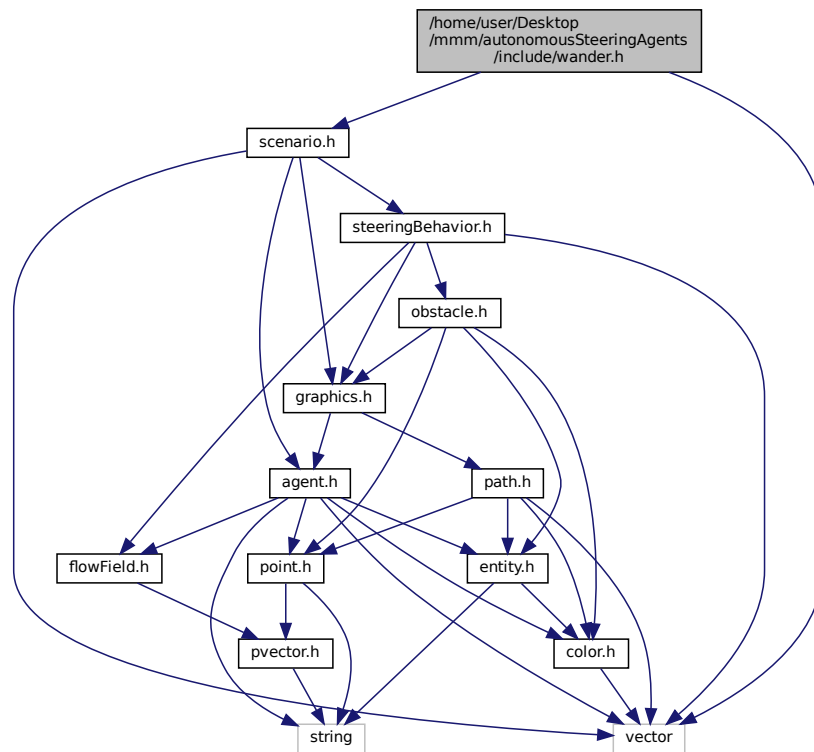 /home/user/Desktop
/mmm/autonomousSteeringAgents
/include/wander.h
scenario.h
steeringBehavior.h
obstacle.h
graphics.h
agent.h
path.h
flowField.h
point.h
entity.h
pvector.h
color.h
string
vector